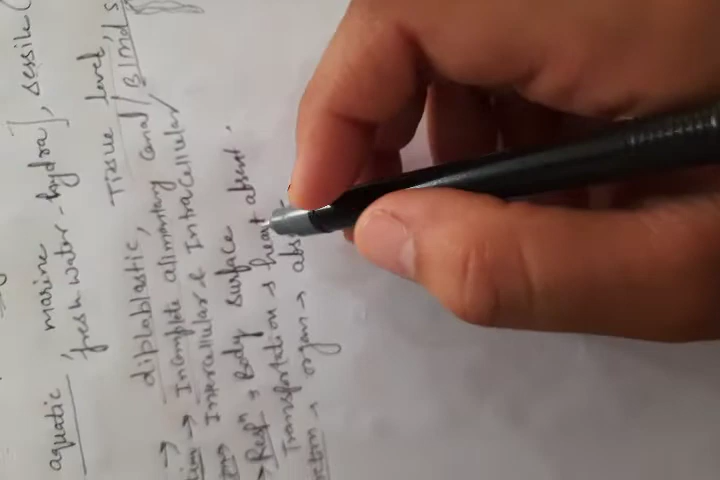 aquatic, marine
fresh water - hydra], sessile (
Tissue level,
diploblastic,
→ Incomplete alimentary canal / Blind s
Intercellular & Intracellular
→ Respⁿ → Body surface
Transportation → heart absent.
→ organ → abs